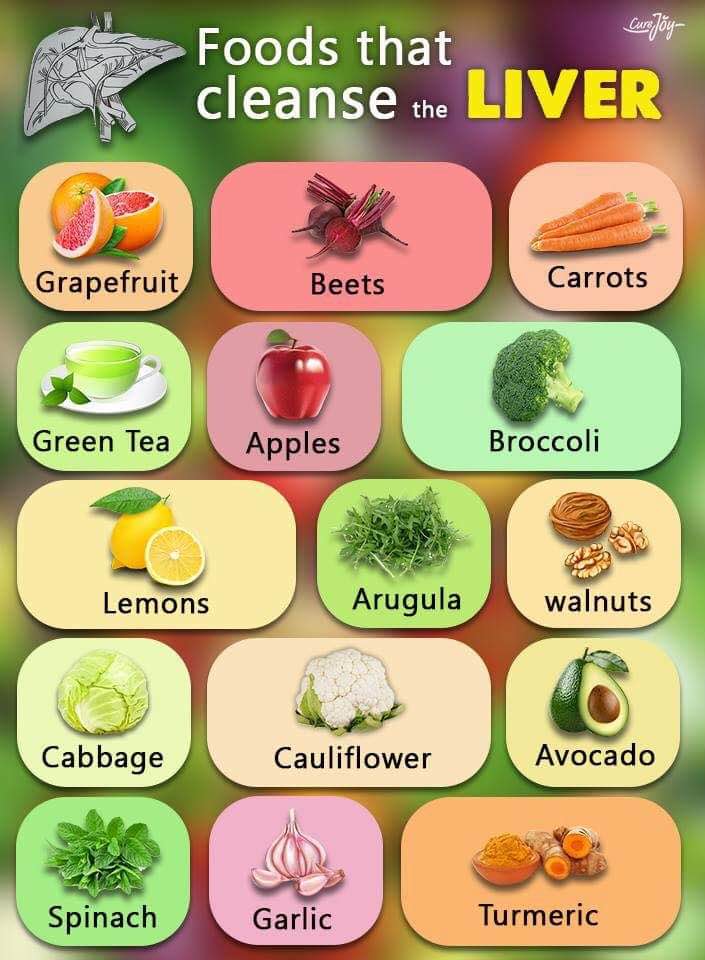 CureJoy
Foods that
cleanse the LIVER
Grapefruit
Beets
Carrots
Green Tea
Apples
Broccoli
Lemons
Arugula
walnuts
Cabbage
Cauliflower
Avocado
Spinach
Garlic
Turmeric